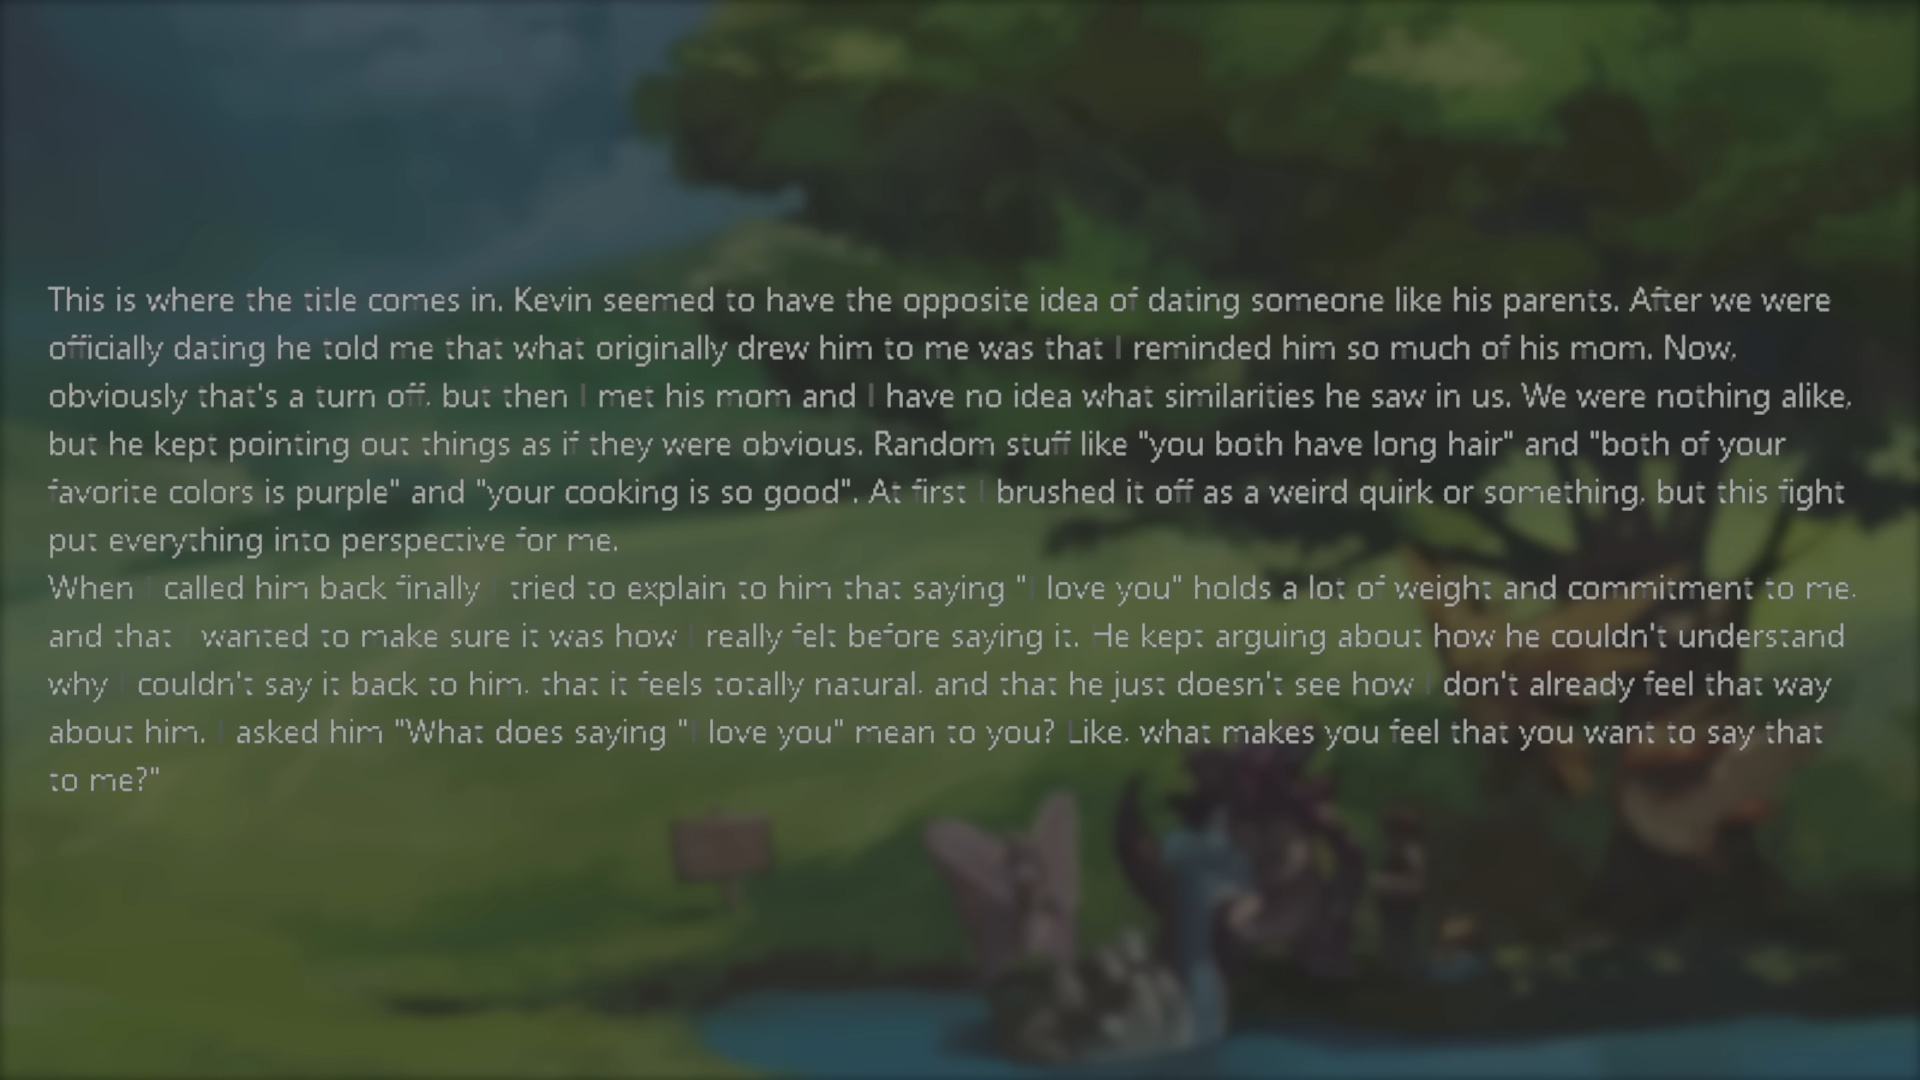 This is where the title comes in. Kevin seemed to have the opposite idea of dating someone like his parents. After we were
officially dating he told me that what originally drew him to me was that I reminded him so much of his mom. Now,
obviously that's a turn off, but then I met his mom and I have no idea what similarities he saw in us. We were nothing alike,
but he kept pointing out things as if they were obvious. Random stuff like "you both have long hair" and "both of your
favorite colors is purple" and "your cooking is so good". At first I brushed it off as a weird quirk or something, but this fight
put everything into perspective for me.
When I called him back finally I tried to explain to him that saying "I love you" holds a lot of weight and commitment to me,
and that I wanted to make sure it was how I really felt before saying it. He kept arguing about how he couldn't understand
why I couldn't say it back to him, that it feels totally natural, and that he just doesn't see how I don't already feel that way
about him. I asked him "What does saying "I love you" mean to you? Like, what makes you feel that you want to say that
to me?"